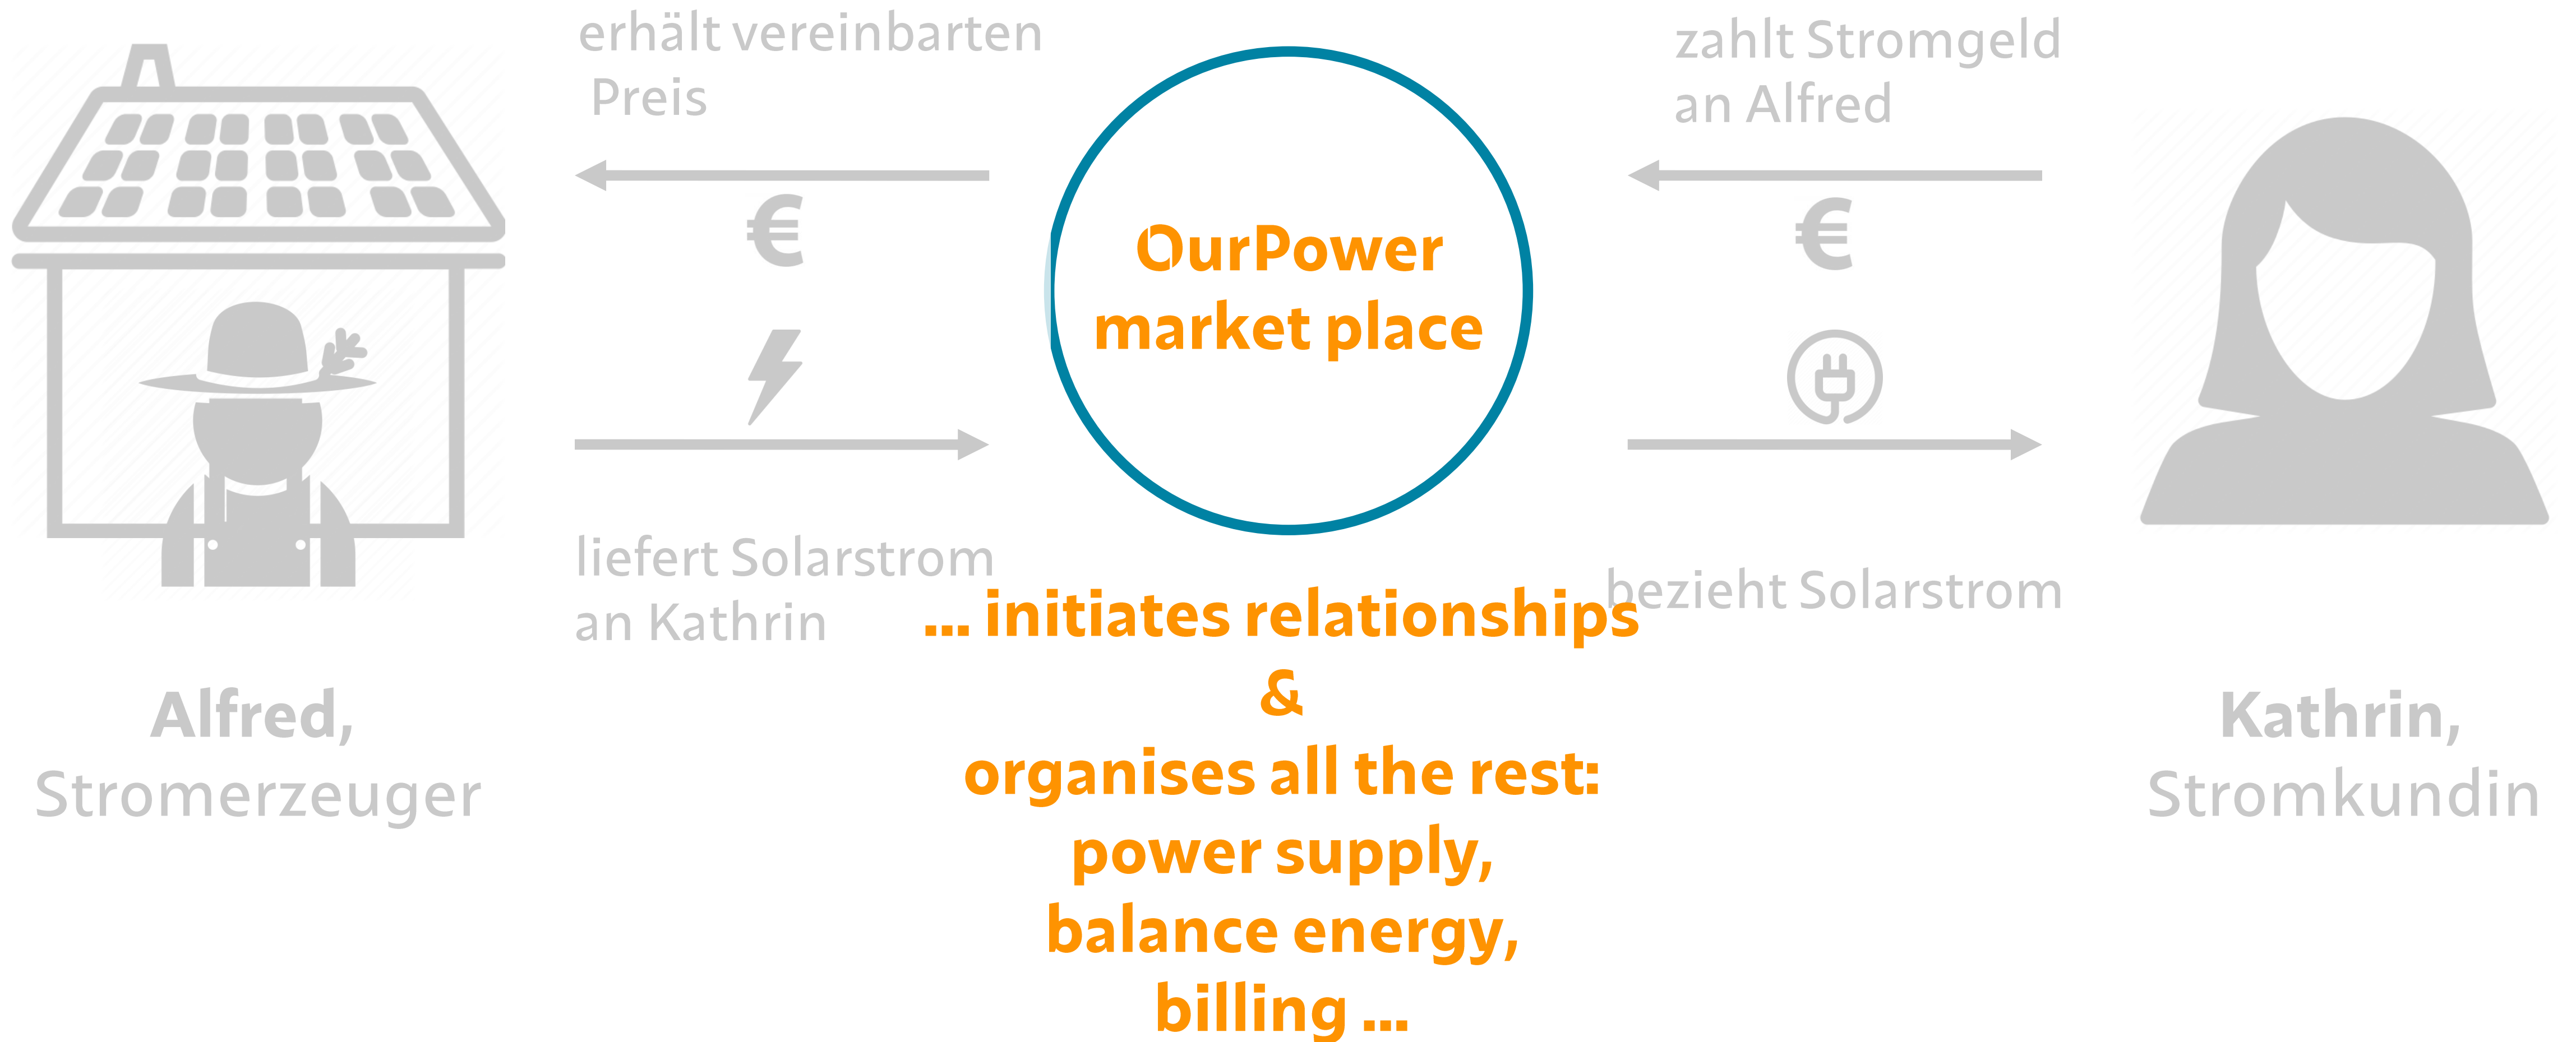 erhält vereinbarten
Preis
zahlt Stromgeld
an Alfred
€
€
OurPower
market place
liefert Solarstrom
an Kathrin
bezieht Solarstrom
... initiates relationships
&
organises all the rest:
power supply,
balance energy,
billing ...
Alfred,
Stromerzeuger
Kathrin,
Stromkundin